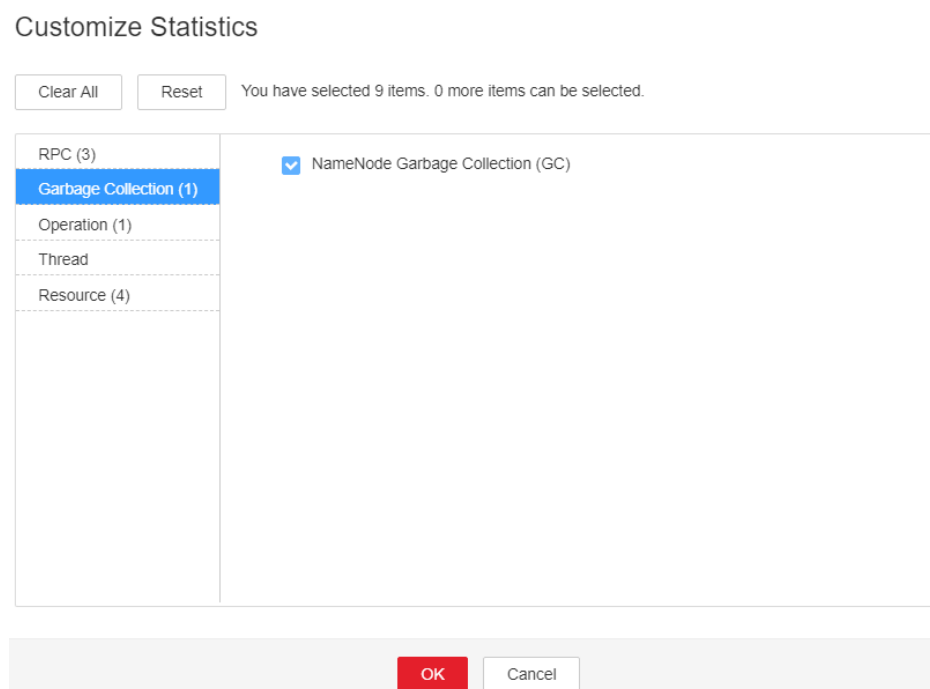 Customize Statistics
Clear All Reset You have selected 9 items. 0 more items can be selected.
RPC (3)
NameNode Garbage Collection (GC)
Garbage Collection (1)
Operation (1)
Thread
Resource (4)
OK Cancel